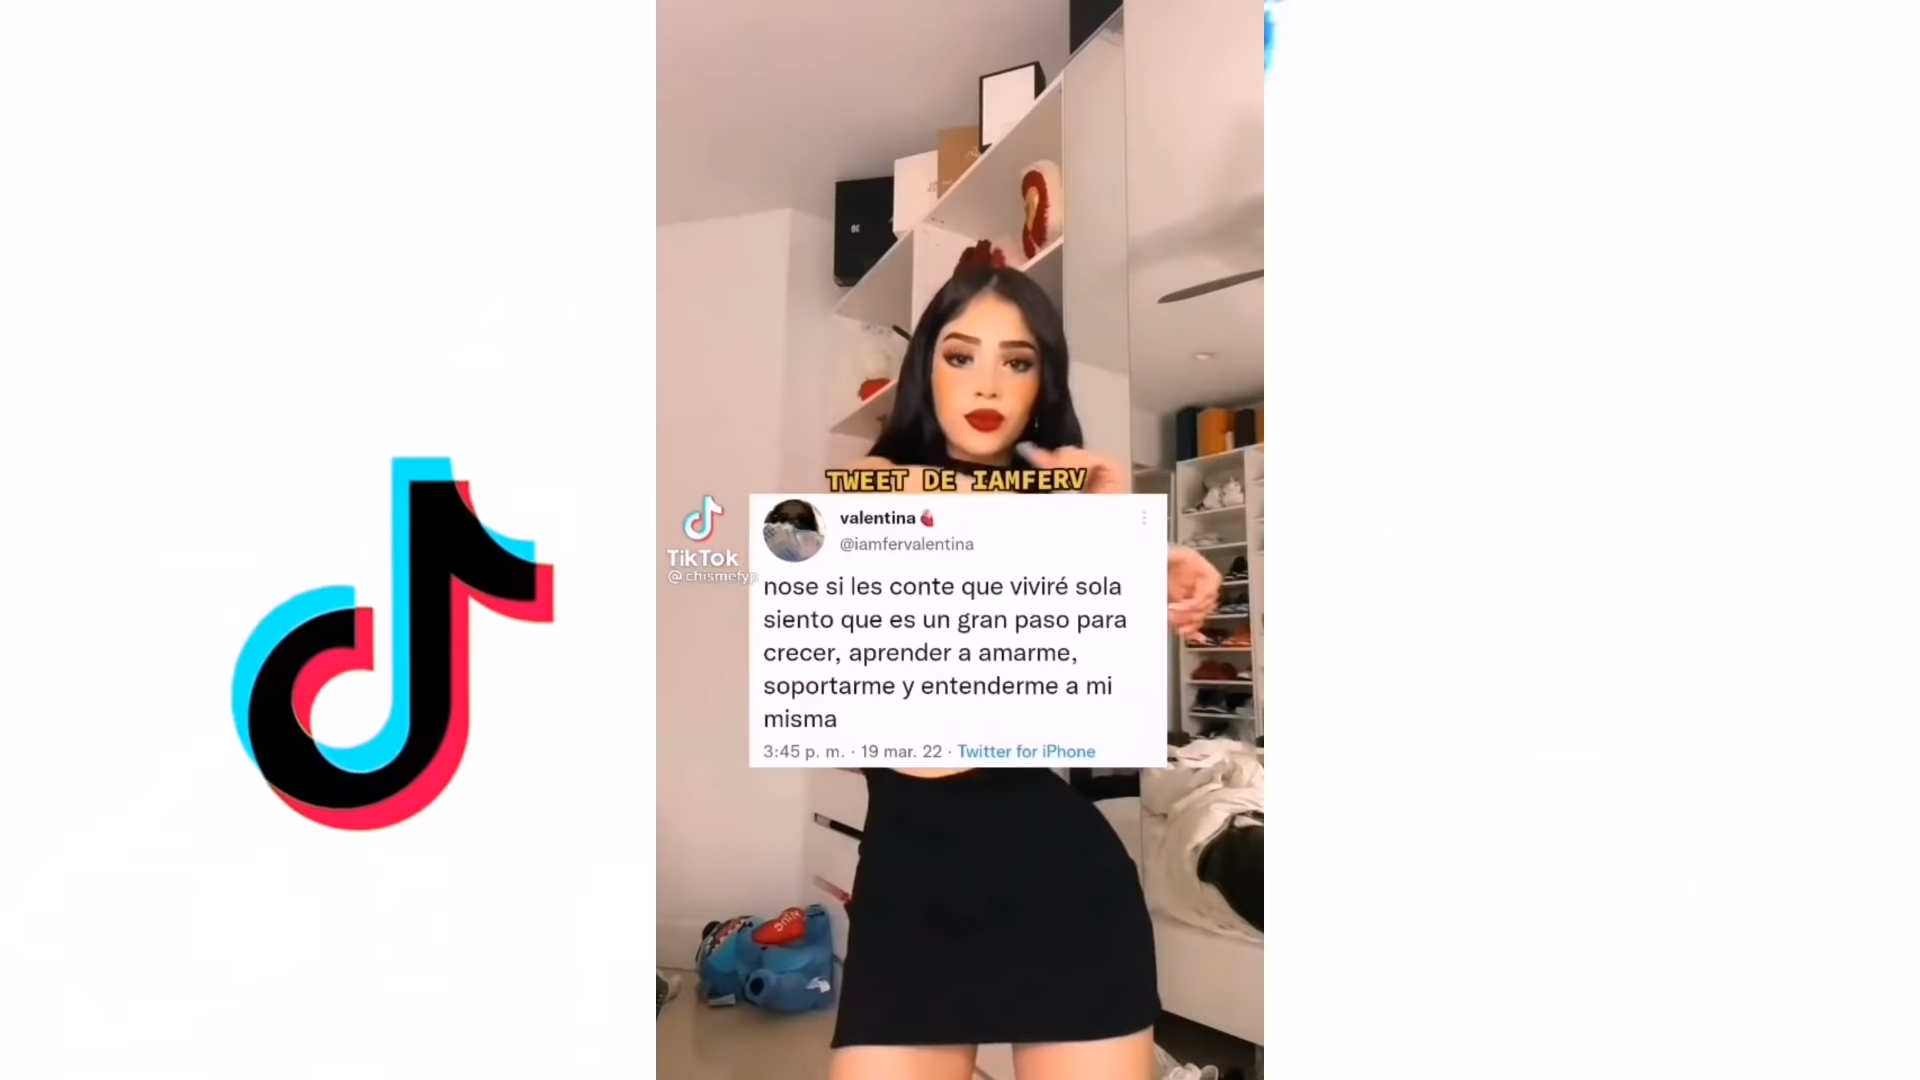 TWEET DE IAMFERV
valentina
@iamfervalentina
TikTok
@chismefyp
nose si les conte que viviré sola
siento que es un gran paso para
crecer, aprender a amarme,
soportarme y entenderme a mi
misma
3:45 p. m. · 19 mar. 22 · Twitter for iPhone